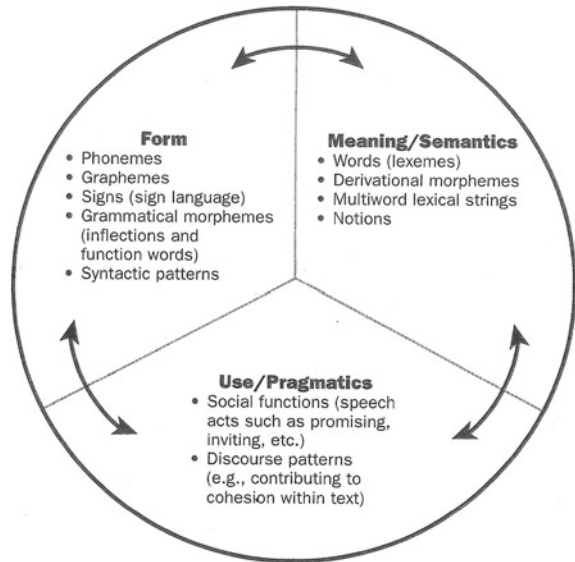 Form
• Phonemes
• Graphemes
• Signs (sign language)
• Grammatical morphemes
(inflections and
function words)
• Syntactic patterns
Meaning/Semantics
• Words (lexemes)
• Derivational morphemes
• Multiword lexical strings
• Notions
Use/Pragmatics
• Social functions (speech
acts such as promising,
inviting, etc.)
• Discourse patterns
(e.g., contributing to
cohesion within text)